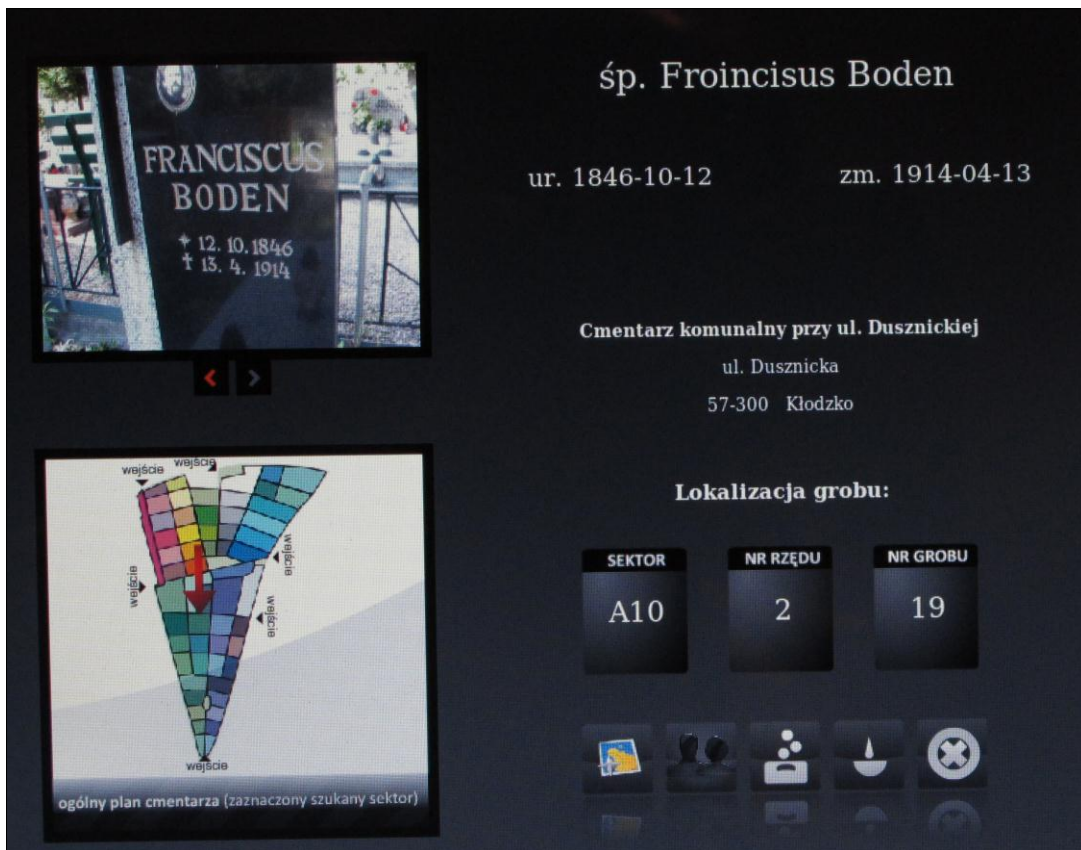 śp. Froincisus Boden
FRANCISCUS
BODEN
* 12. 10. 1846
† 13. 4. 1914
ur. 1846-10-12
zm. 1914-04-13
Cmentarz komunalny przy ul. Dusznickiej
ul. Dusznicka
57-300 Kłodzko
wejście
wejście
wejście
wejście
wejście
wejście
ogólny plan cmentarza (zaznaczony szukany sektor)
Lokalizacja grobu:
SEKTOR
A10
NR RZĘDU
2
NR GROBU
19